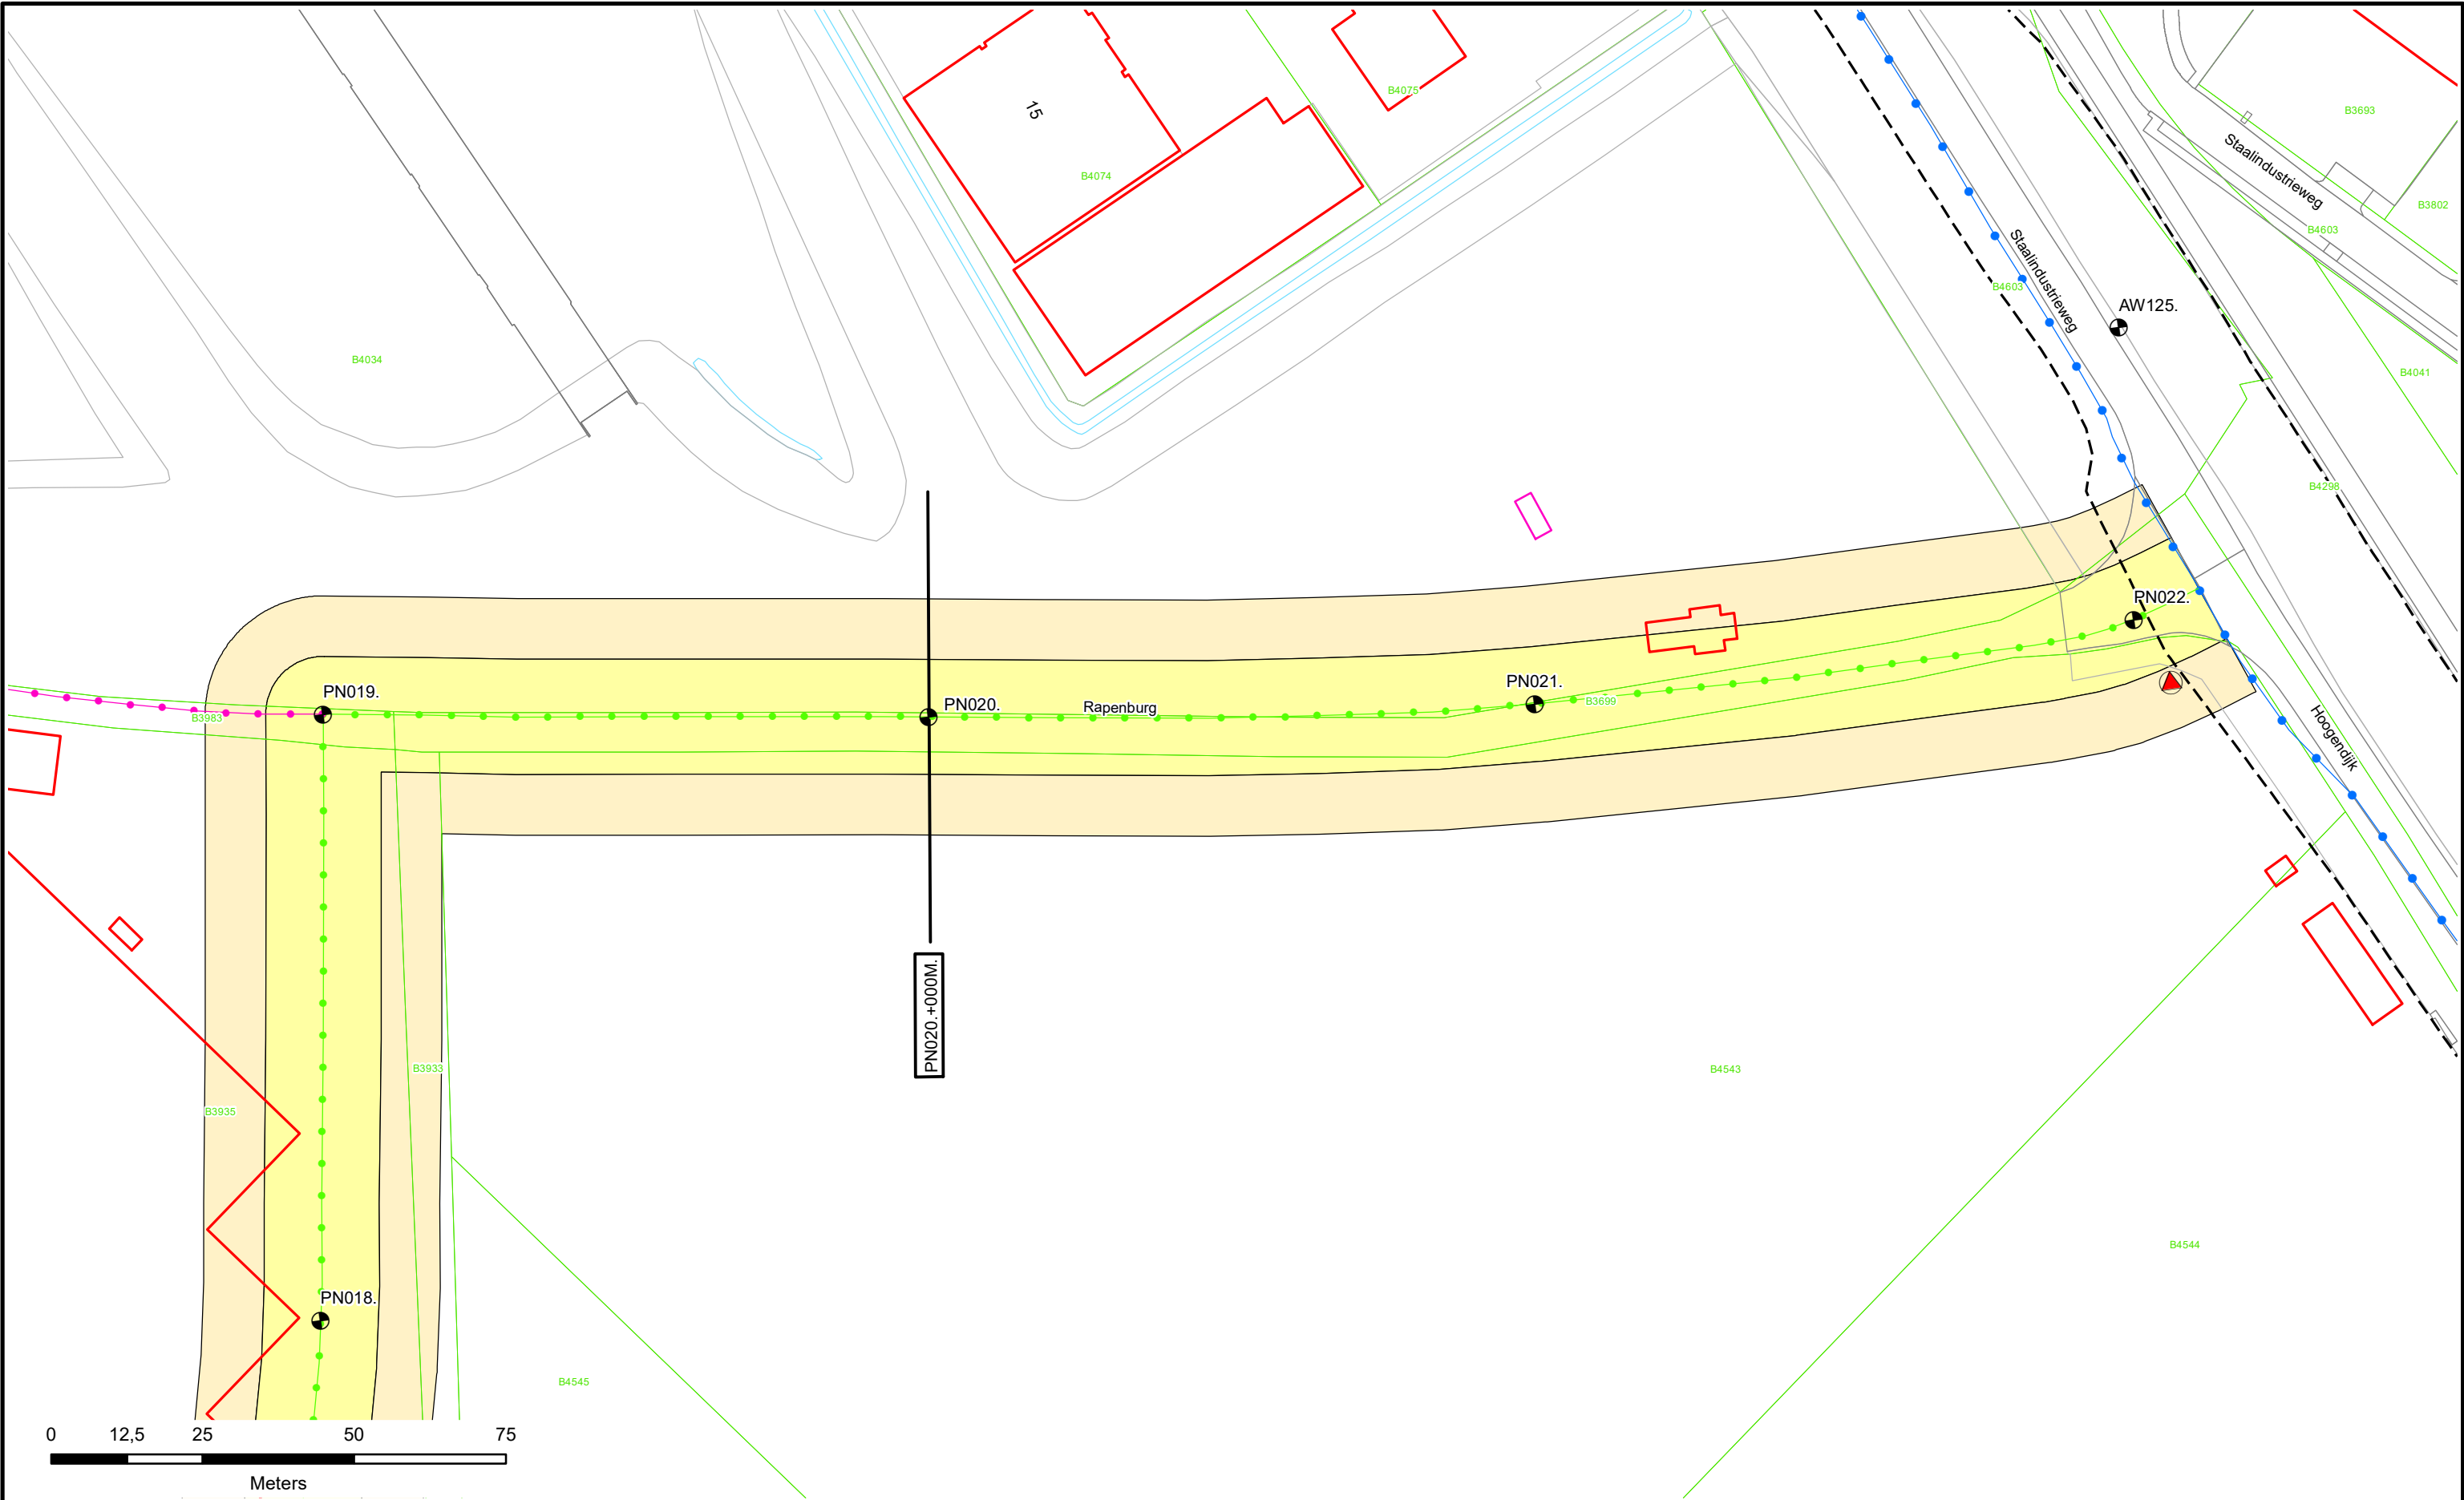 15
B4075
B4074
B3693
Staalindustrieweg
B3802
B4603
Staalindustrieweg
B4603
AW125.
B4034
B4041
B4298
PN022.
PN019.
B3983
PN020.
Rapenburg
PN021.
B3699
Hoogendijk
PN020.+000M.
B3933
B4543
B3935
B4544
PN018.
B4545
0 12,5 25 50 75
Meters